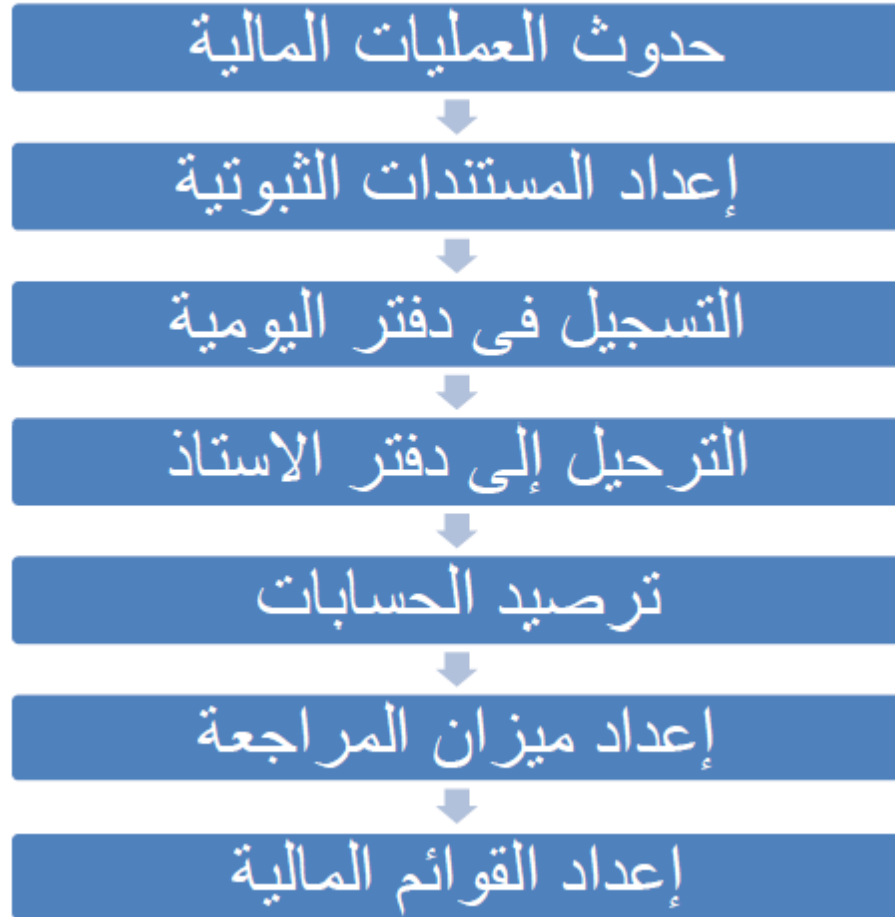 حدوث العمليات المالية
إعداد المستندات الثبوتية
التسجيل فى دفتر اليومية
الترحيل إلى دفتر الاستاذ
ترصيد الحسابات
إعداد ميزان المراجعة
إعداد القوائم المالية